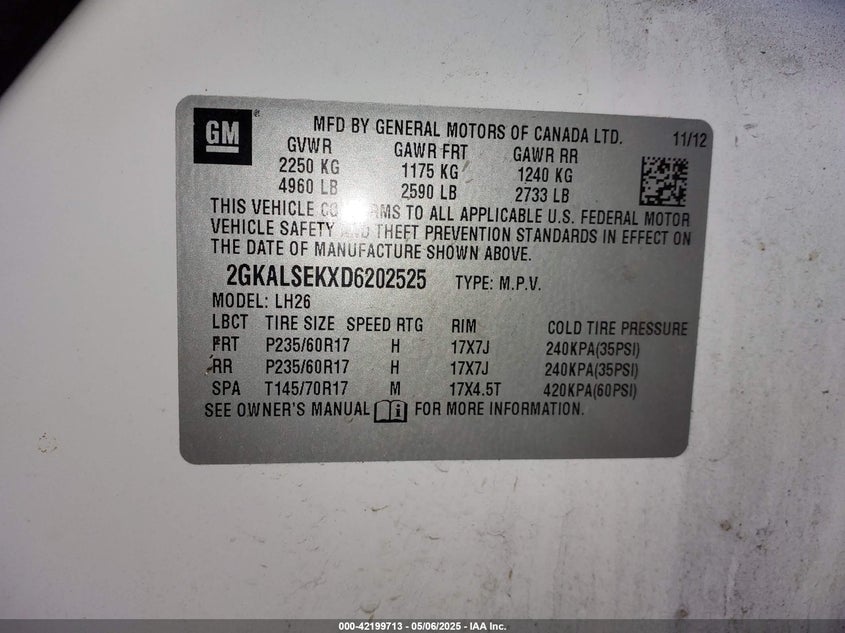 GM
MFD BY GENERAL MOTORS OF CANADA LTD. 11/12
GVWR GAWR FRT GAWR RR
2250 KG 1175 KG 1240 KG
4960 LB 2590 LB 2733 LB
THIS VEHICLE CONFORMS TO ALL APPLICABLE U.S. FEDERAL MOTOR
VEHICLE SAFETY AND THEFT PREVENTION STANDARDS IN EFFECT ON
THE DATE OF MANUFACTURE SHOWN ABOVE.
2GKALSEKXD6202525 TYPE: M.P.V.
MODEL: LH26
LBCT TIRE SIZE SPEED RTG RIM COLD TIRE PRESSURE
FRT P235/60R17 H 17X7J 240KPA(35PSI)
RR P235/60R17 H 17X7J 240KPA(35PSI)
SPA T145/70R17 M 17X4.5T 420KPA(60PSI)
SEE OWNER'S MANUAL FOR MORE INFORMATION.
000-42199713 - 05/06/2025 - IAA Inc.